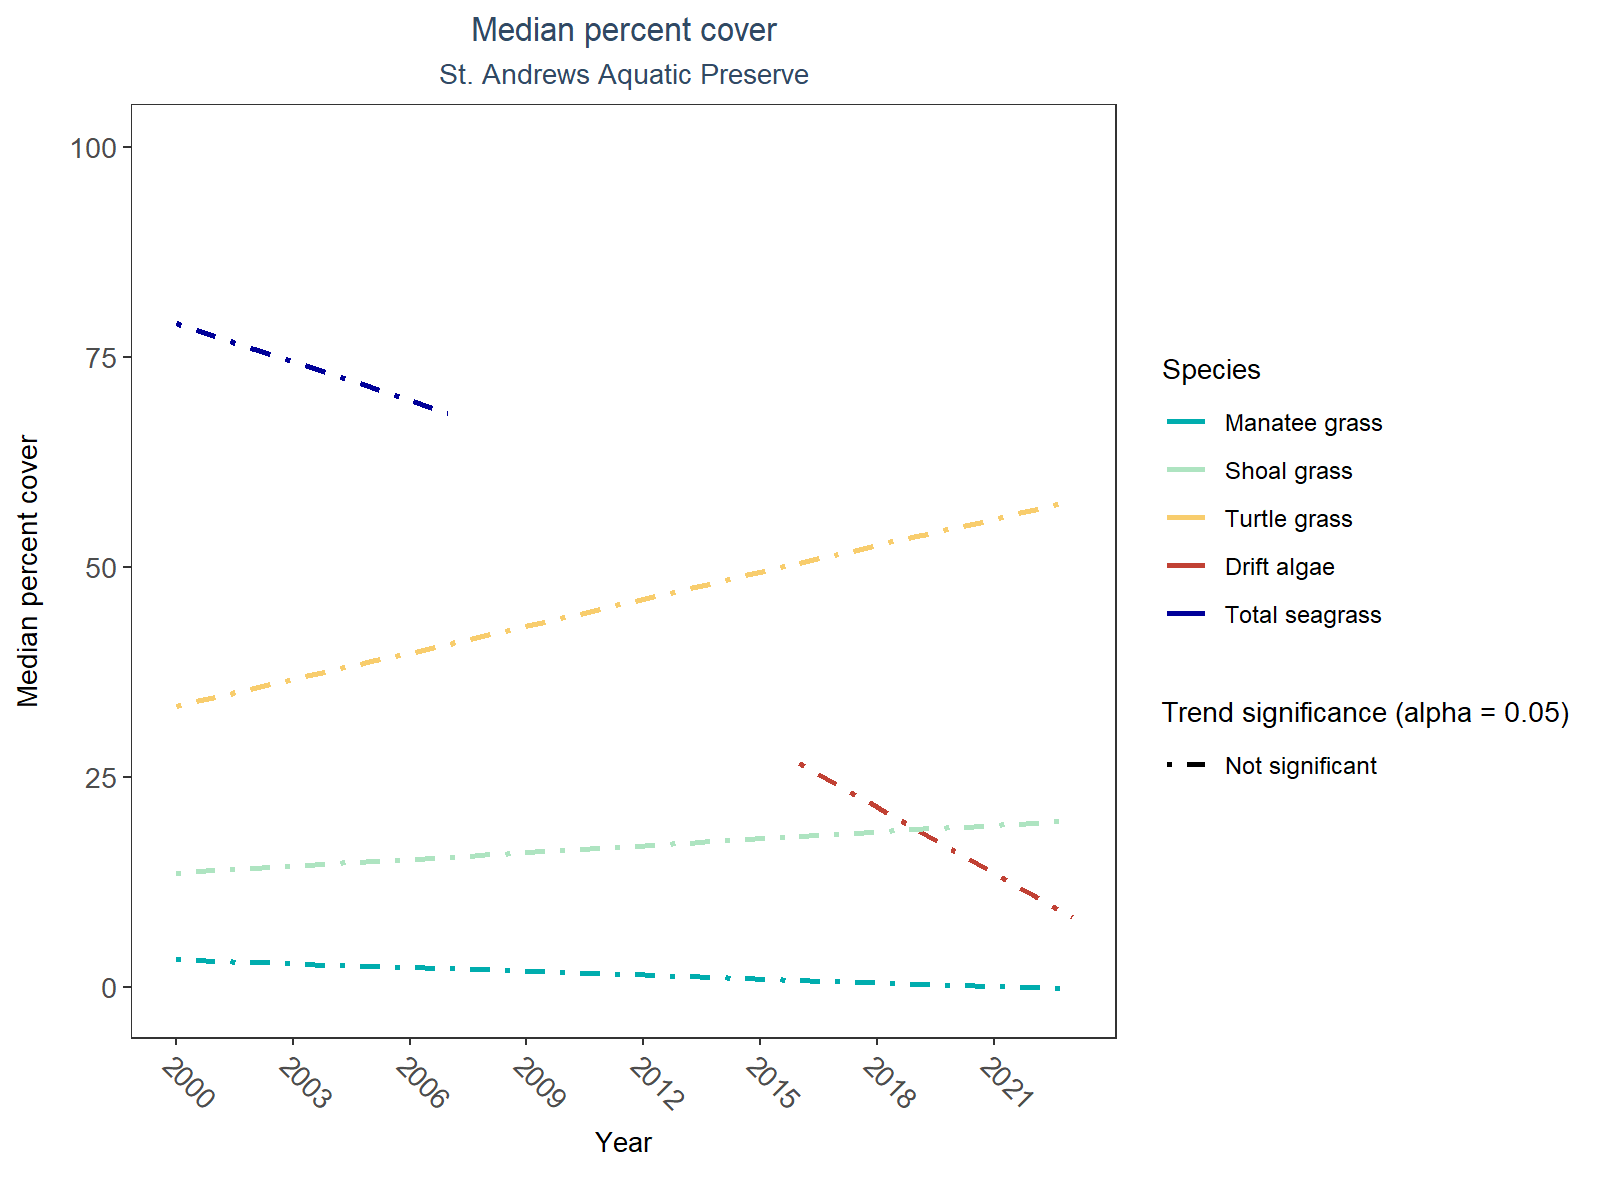 Median percent cover
St. Andrews Aquatic Preserve
Median percent cover
100
75
50
25
0
2000
2003
2006
2009
2012
2015
2018
2021
Year
Species
Manatee grass
Shoal grass
Turtle grass
Drift algae
Total seagrass
Trend significance (alpha = 0.05)
Not significant